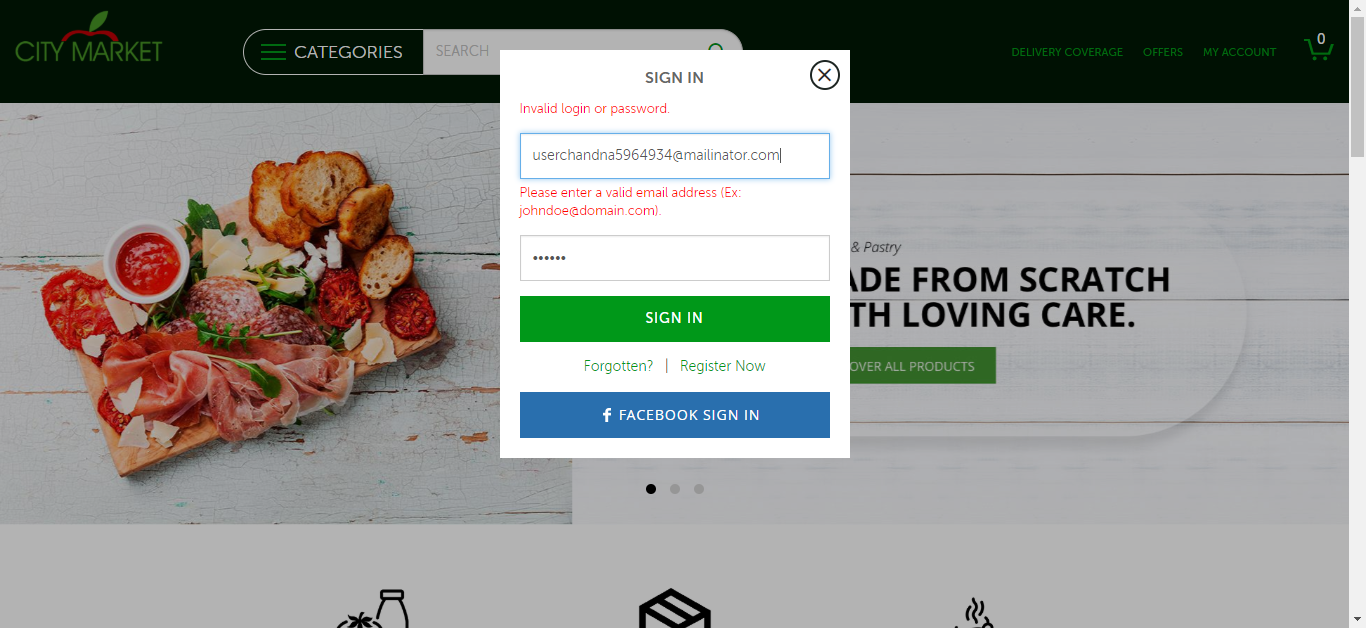 CITY MARKET
CATEGORIES
SEARCH
DELIVERY COVERAGE
OFFERS
MY ACCOUNT
0
SIGN IN
Invalid login or password.
userchandna5964934@mailinator.com
Please enter a valid email address (Ex:
johndoe@domain.com).
••••••
SIGN IN
Forgotten? | Register Now
f FACEBOOK SIGN IN
& Pastry
ADE FROM SCRATCH
TH LOVING CARE.
OVER ALL PRODUCTS